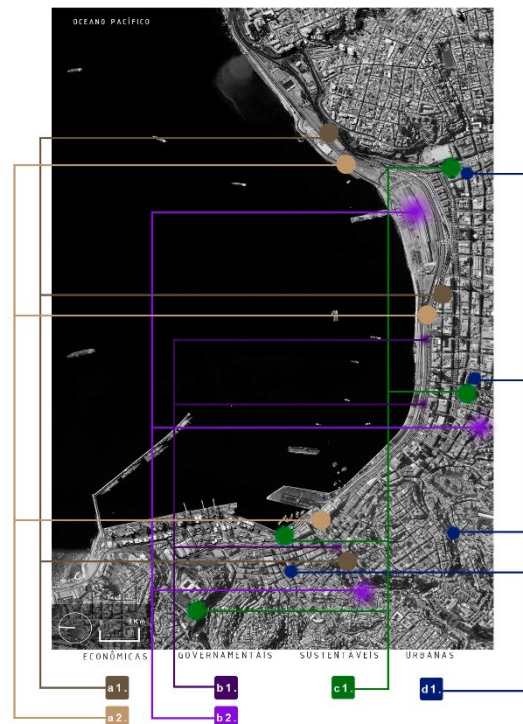 OCEANO PACÍFICO
1Km
ECONÔMICAS GOVERNAMENTAIS SUSTENTÁVEIS URBANAS
a1. b1. c1. d1.
a2. b2.